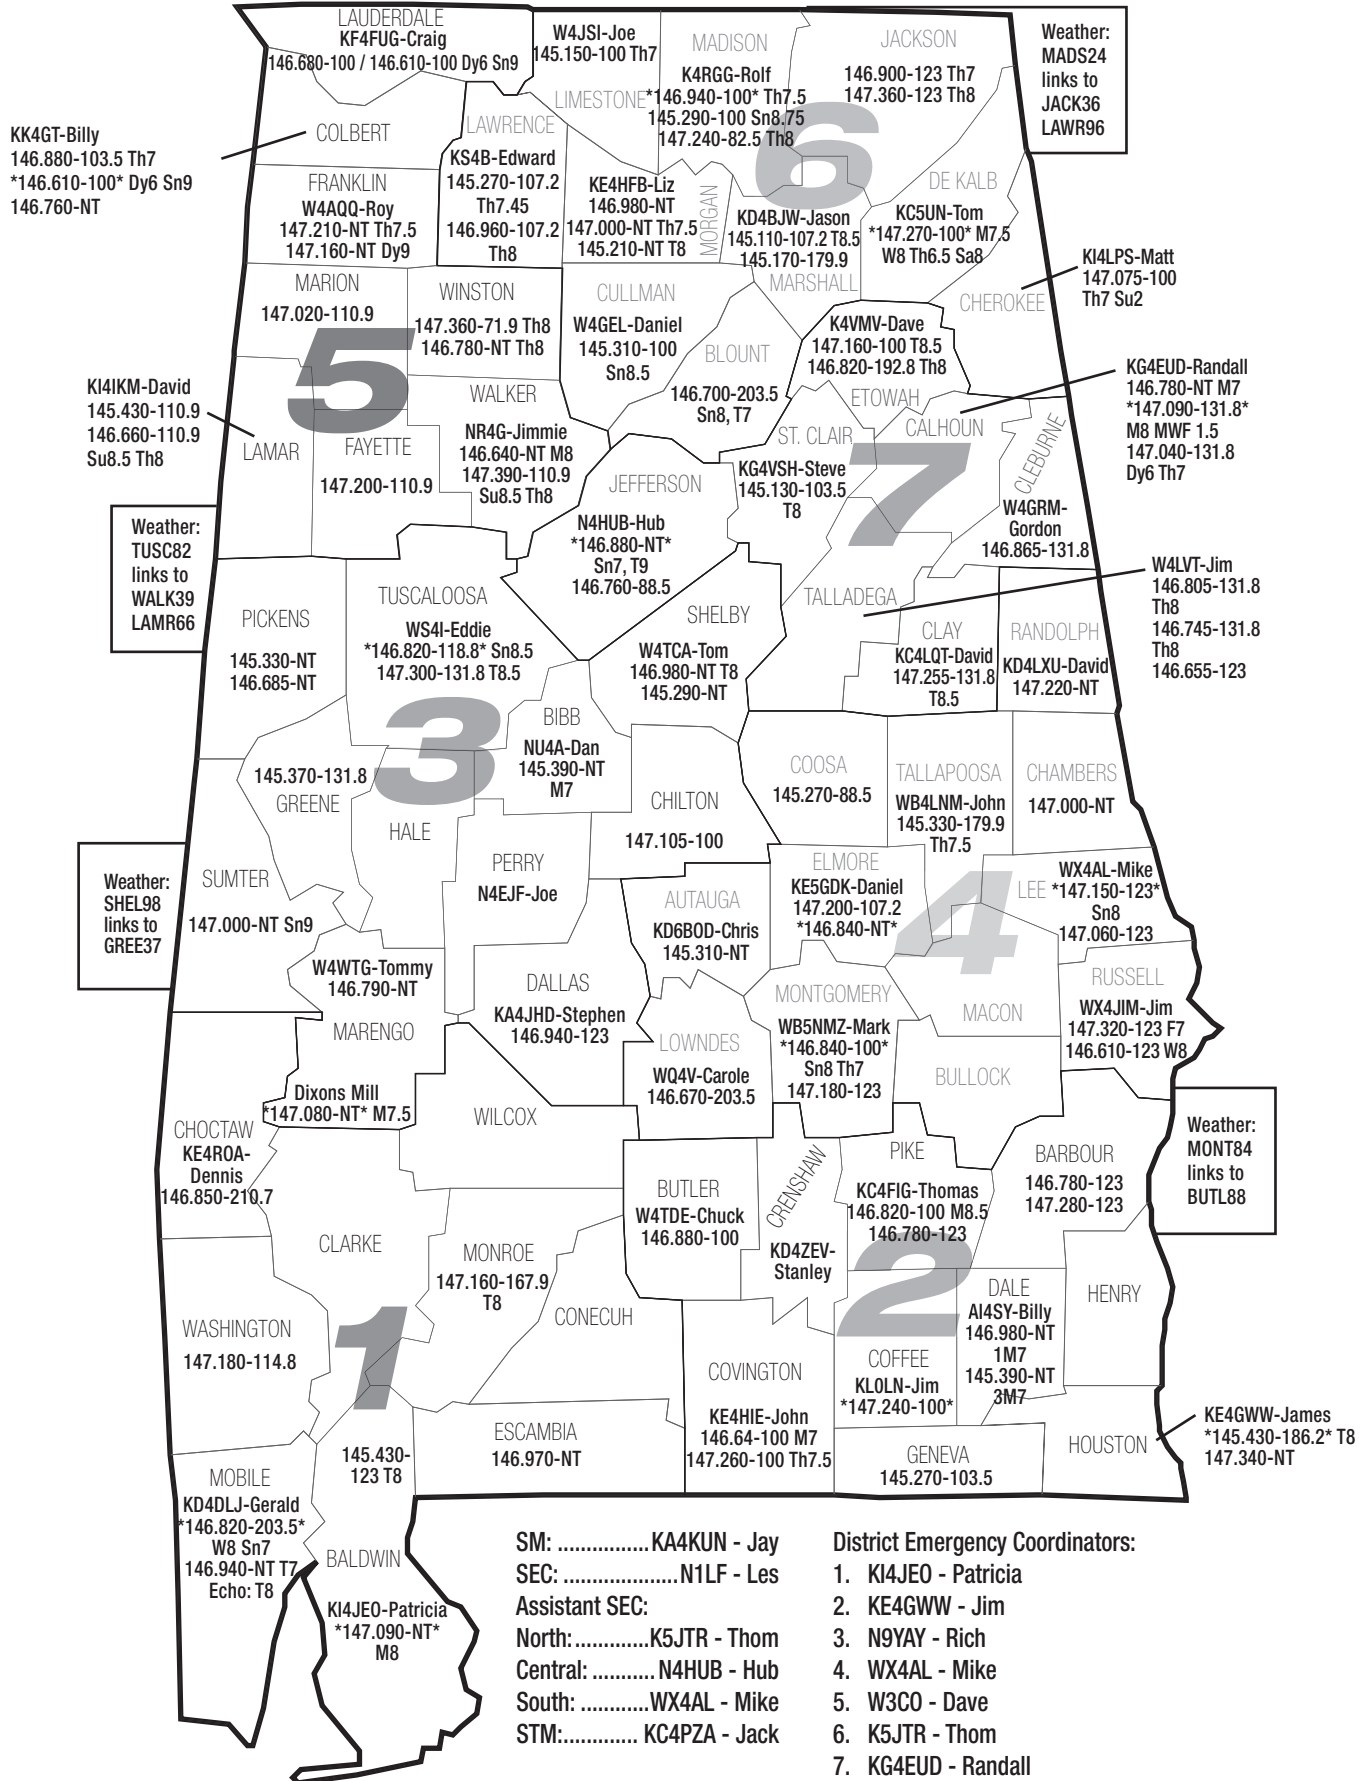 LAUDERDALE
KF4FUG-Craig
146.680-100 / 146.610-100 Dy6 Sn9
W4JSI-Joe
145.150-100 Th7
LIMESTONE
MADISON
K4RGG-Rolf
*146.940-100* Th7.5
145.290-100 Sn8.75
147.240-82.5 Th8
JACKSON
146.900-123 Th7
147.360-123 Th8
6
Weather:
MADS24
links to
JACK36
LAWR96
KK4GT-Billy
146.880-103.5 Th7
*146.610-100* Dy6 Sn9
146.760-NT
COLBERT
LAWRENCE
KS4B-Edward
145.270-107.2
Th7.45
146.960-107.2
Th8
FRANKLIN
W4AQQ-Roy
147.210-NT Th7.5
147.160-NT Dy9
KE4HFB-Liz
146.980-NT
147.000-NT Th7.5
145.210-NT T8
MORGAN
KD4BJW-Jason
145.110-107.2 T8.5
145.170-179.9
MARSHALL
DE KALB
KC5UN-Tom
*147.270-100* M7.5
W8 Th6.5 Sa8
KI4LPS-Matt
147.075-100
Th7 Su2
CHEROKEE
MARION
147.020-110.9
WINSTON
147.360-71.9 Th8
146.780-NT Th8
CULLMAN
W4GEL-Daniel
145.310-100
Sn8.5
BLOUNT
146.700-203.5
Sn8, T7
K4VMV-Dave
147.160-100 T8.5
146.820-192.8 Th8
ETOWAH
5
KI4IKM-David
145.430-110.9
146.660-110.9
Su8.5 Th8
LAMAR
FAYETTE
147.200-110.9
WALKER
NR4G-Jimmie
146.640-NT M8
147.390-110.9
Su8.5 Th8
JEFFERSON
N4HUB-Hub
*146.880-NT*
Sn7, T9
146.760-88.5
ST. CLAIR
KG4VSH-Steve
145.130-103.5
T8
CALHOUN
7
KG4EUD-Randall
146.780-NT M7
*147.090-131.8*
M8 MWF 1.5
147.040-131.8
Dy6 Th7
CLEBURNE
W4GRM-
Gordon
146.865-131.8
Weather:
TUSC82
links to
WALK39
LAMR66
PICKENS
145.330-NT
146.685-NT
TUSCALOOSA
WS4I-Eddie
*146.820-118.8* Sn8.5
147.300-131.8 T8.5
SHELBY
W4TCA-Tom
146.980-NT T8
145.290-NT
TALLADEGA
W4LVT-Jim
146.805-131.8
Th8
146.745-131.8
Th8
146.655-123
CLAY
KC4LQT-David
147.255-131.8
T8.5
RANDOLPH
KD4LXU-David
147.220-NT
3
BIBB
NU4A-Dan
145.390-NT
M7
145.370-131.8
GREENE
HALE
CHILTON
147.105-100
COOSA
145.270-88.5
TALLAPOOSA
WB4LNM-John
145.330-179.9
Th7.5
CHAMBERS
147.000-NT
Weather:
SHEL98
links to
GREE37
SUMTER
147.000-NT Sn9
PERRY
N4EJF-Joe
AUTAUGA
KD6BOD-Chris
145.310-NT
ELMORE
KE5GDK-Daniel
147.200-107.2
*146.840-NT*
4
LEE
WX4AL-Mike
*147.150-123*
Sn8
147.060-123
W4WTG-Tommy
146.790-NT
MARENGO
Dixons Mill
*147.080-NT* M7.5
DALLAS
KA4JHD-Stephen
146.940-123
LOWNDES
WQ4V-Carole
146.670-203.5
MONTGOMERY
WB5NMZ-Mark
*146.840-100*
Sn8 Th7
147.180-123
MACON
RUSSELL
WX4JIM-Jim
147.320-123 F7
146.610-123 W8
BULLOCK
CHOCTAW
KE4ROA-
Dennis
146.850-210.7
WILCOX
BUTLER
W4TDE-Chuck
146.880-100
CRENSHAW
KD4ZEV-
Stanley
PIKE
KC4FIG-Thomas
146.820-100 M8.5
146.780-123
BARBOUR
146.780-123
147.280-123
Weather:
MONT84
links to
BUTL88
CLARKE
MONROE
147.160-167.9
T8
CONECUH
2
DALE
AI4SY-Billy
146.980-NT
1M7
145.390-NT
3M7
HENRY
WASHINGTON
147.180-114.8
1
COVINGTON
KE4HIE-John
146.64-100 M7
147.260-100 Th7.5
COFFEE
KL0LN-Jim
*147.240-100*
ESCAMBIA
146.970-NT
GENEVA
145.270-103.5
HOUSTON
KE4GWW-James
*145.430-186.2* T8
147.340-NT
MOBILE
KD4DLJ-Gerald
*146.820-203.5*
W8 Sn7
146.940-NT T7
Echo: T8
145.430-
123 T8
BALDWIN
KI4JEO-Patricia
*147.090-NT*
M8
SM: ................KA4KUN - Jay
SEC: ....................N1LF - Les
Assistant SEC:
North:.............K5JTR - Thom
Central: ........... N4HUB - Hub
South: ............WX4AL - Mike
STM:............. KC4PZA - Jack
District Emergency Coordinators:
1. KI4JEO - Patricia
2. KE4GWW - Jim
3. N9YAY - Rich
4. WX4AL - Mike
5. W3CO - Dave
6. K5JTR - Thom
7. KG4EUD - Randall